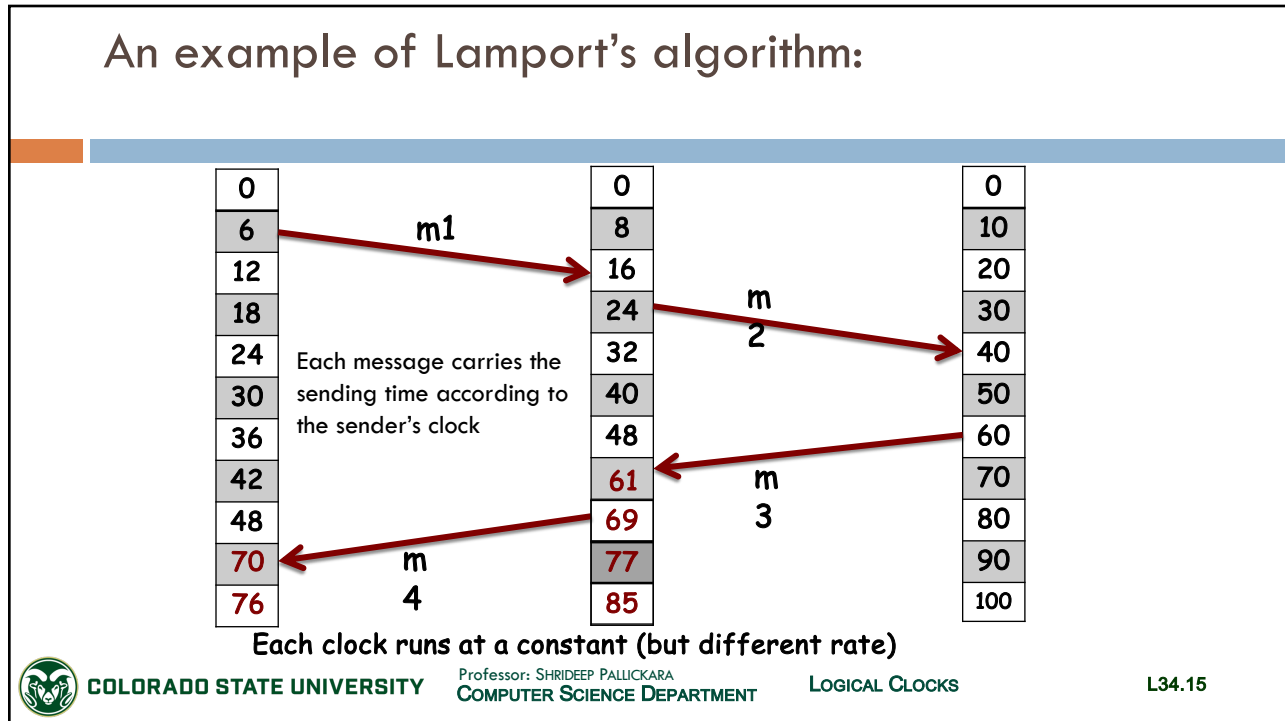 An example of Lamport's algorithm:
0 0 0
6 m1 8 10
12 16 20
18 24 m 30
2
24 32 40
Each message carries the
30 sending time according to 40 50
the sender's clock
36 48 60
42 61 m 70
3
48 69 80
70 m 77 90
4
76 85 100
Each clock runs at a constant (but different rate)
COLORADO STATE UNIVERSITY
Professor: SHRIDEEP PALLICKARA
COMPUTER SCIENCE DEPARTMENT
LOGICAL CLOCKS
L34.15